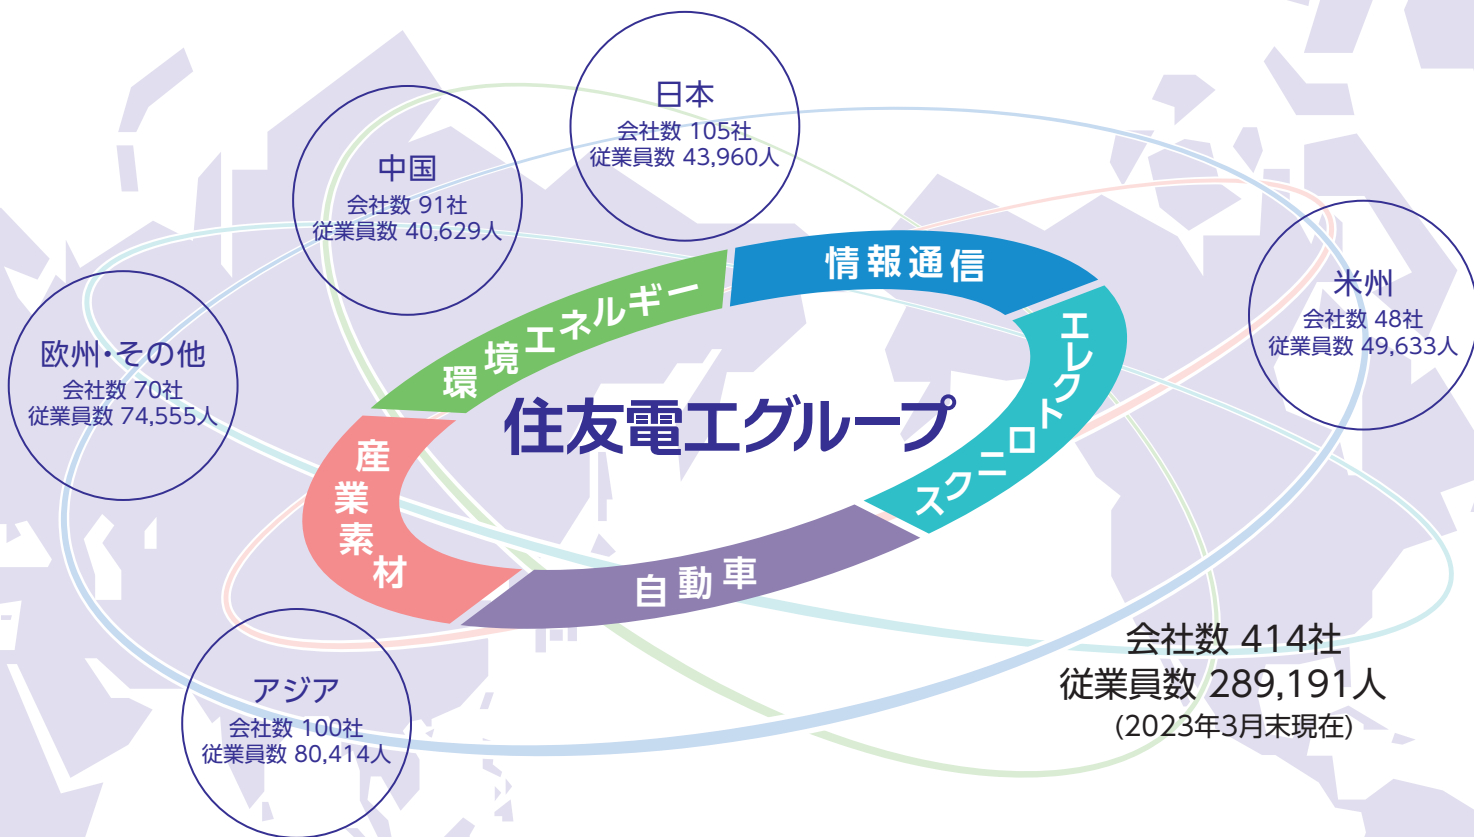 日本
会社数 105社
従業員数 43,960人
中国
会社数 91社
従業員数 40,629人
米州
会社数 48社
従業員数 49,633人
欧州・その他
会社数 70社
従業員数 74,555人
アジア
会社数 100社
従業員数 80,414人
住友電工グループ
環境エネルギー
情報通信
エレクトロニクス
自動車
産業素材
会社数 414社
従業員数 289,191人
(2023年3月末現在)